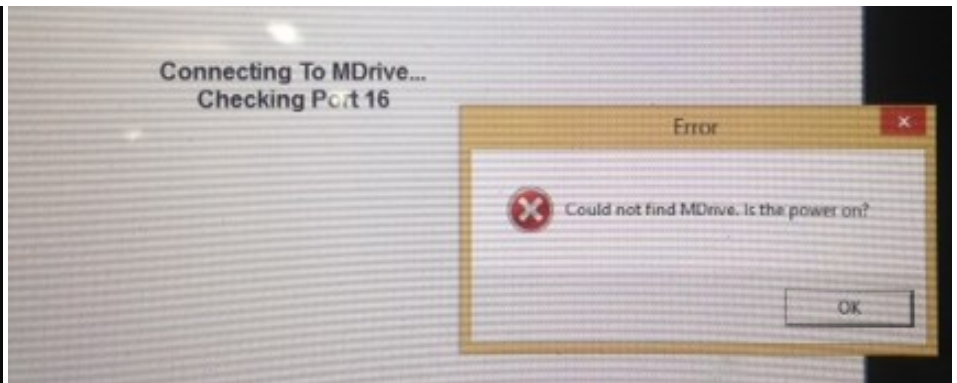 Connecting To MDrive...
Checking Port 16
Error
Could not find MDrive. Is the power on?
OK